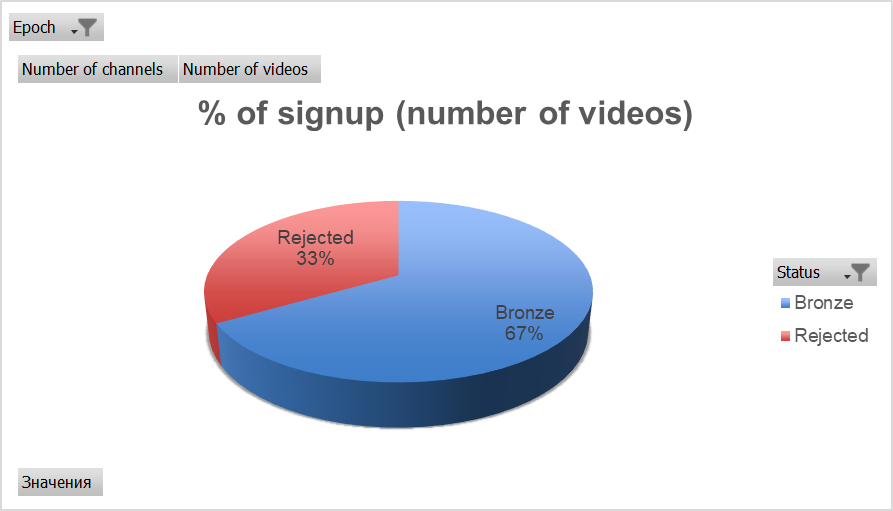 Epoch
Number of channels Number of videos
% of signup (number of videos)
Rejected
33%
Bronze
67%
Status
Bronze
Rejected
Значения